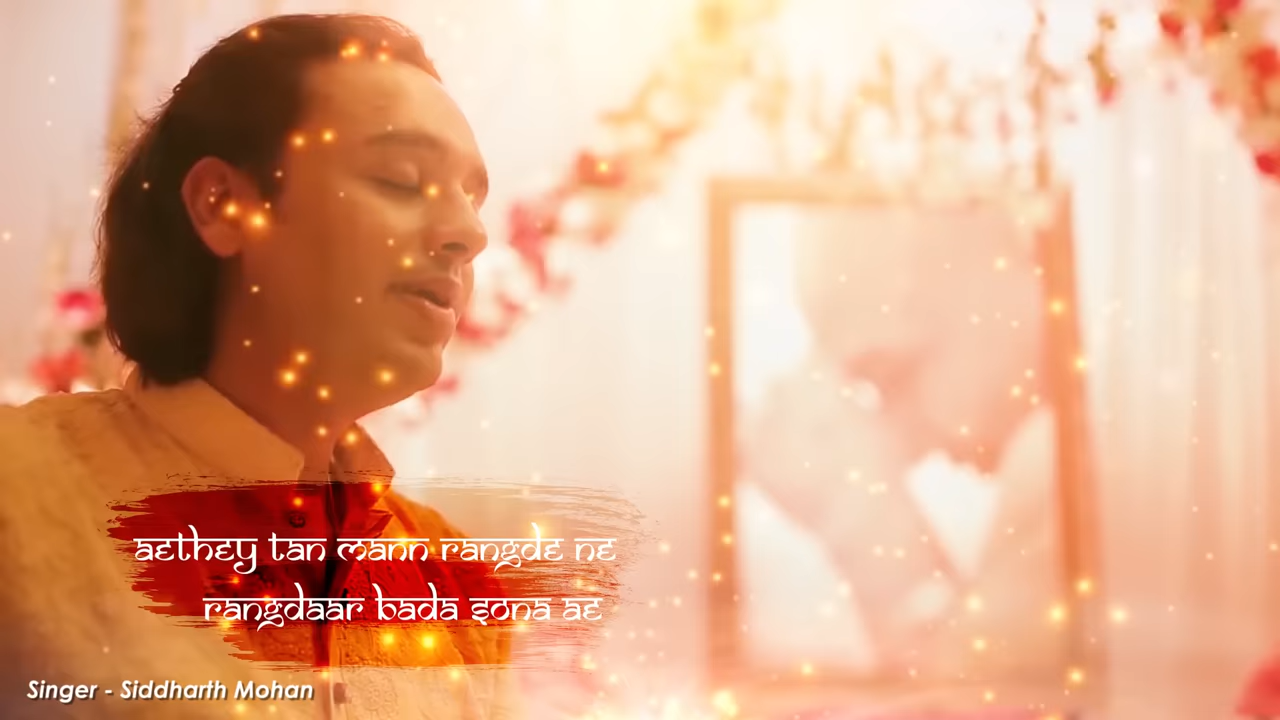 aethey tan mann rangde ne
rangdaar bada sona ae
Singer - Siddharth Mohan